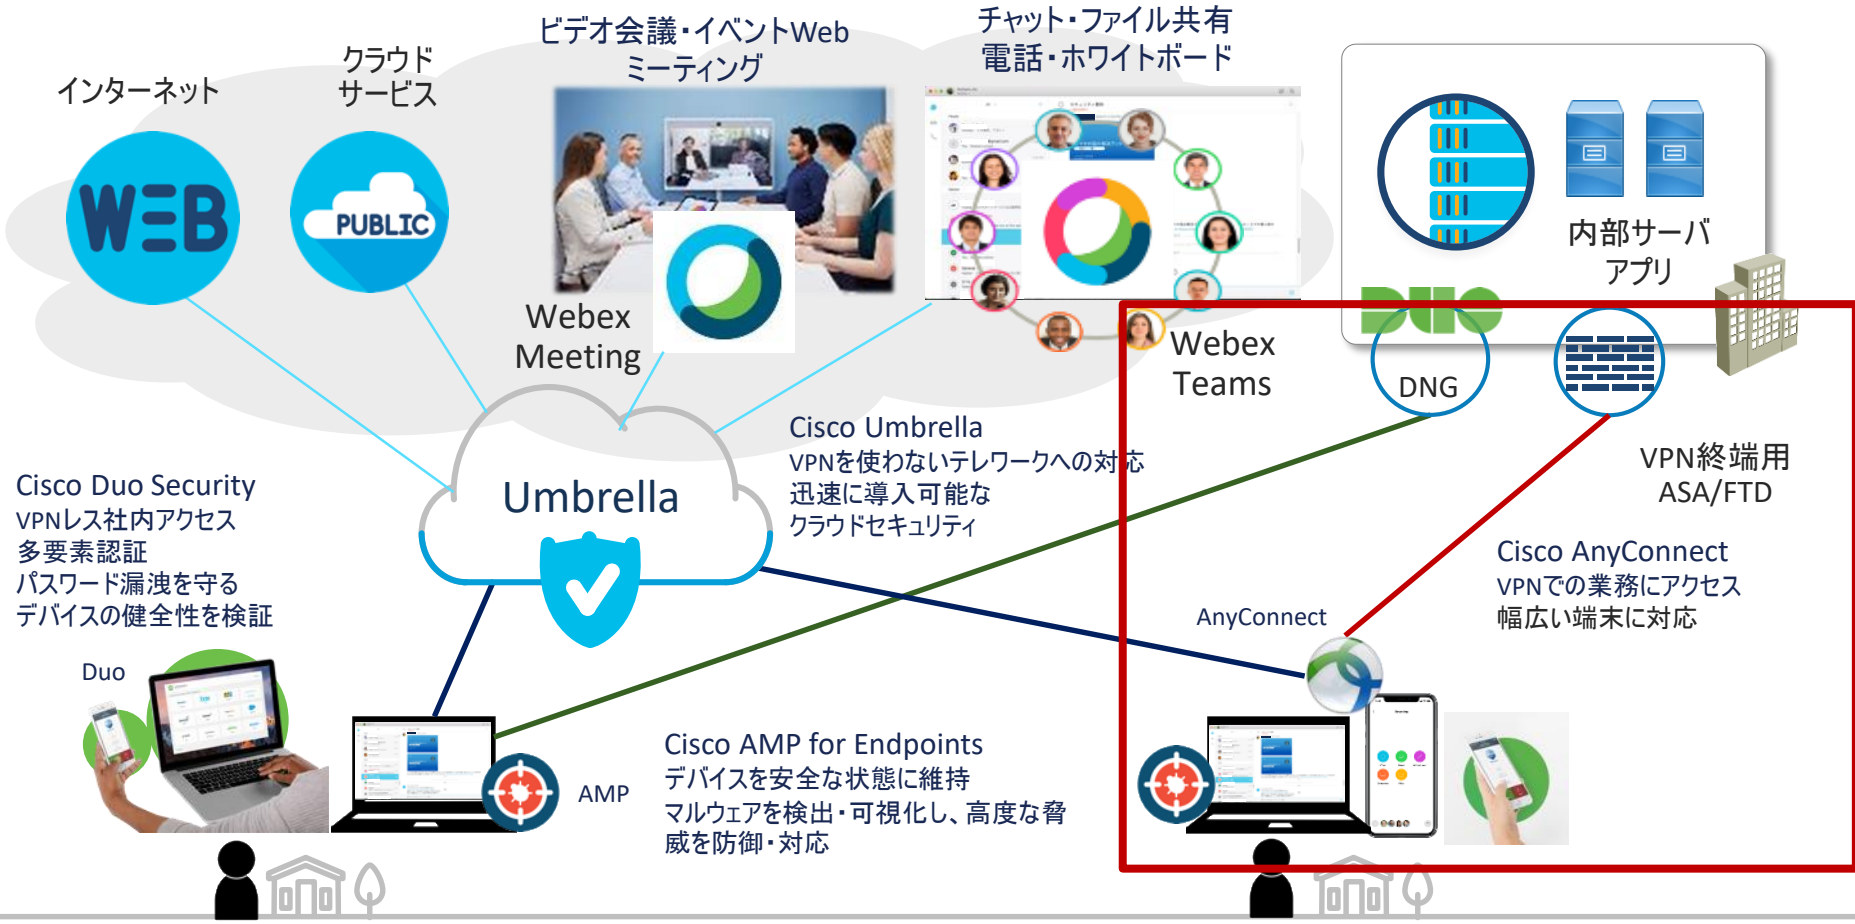 ビデオ会議・イベントWeb
ミーティング
チャット・ファイル共有
電話・ホワイトボード
インターネット
クラウド
サービス
WEB
PUBLIC
内部サーバ
アプリ
Webex
Meeting
Webex
Teams
DUO
DNG
VPN終端用
ASA/FTD
Cisco Umbrella
VPNを使わないテレワークへの対応
迅速に導入可能な
クラウドセキュリティ
Umbrella
Cisco Duo Security
VPNレス社内アクセス
多要素認証
パスワード漏洩を守る
デバイスの健全性を検証
Cisco AnyConnect
VPNでの業務にアクセス
幅広い端末に対応
AnyConnect
Duo
Cisco AMP for Endpoints
デバイスを安全な状態に維持
マルウェアを検出・可視化し、高度な脅
威を防御・対応
AMP